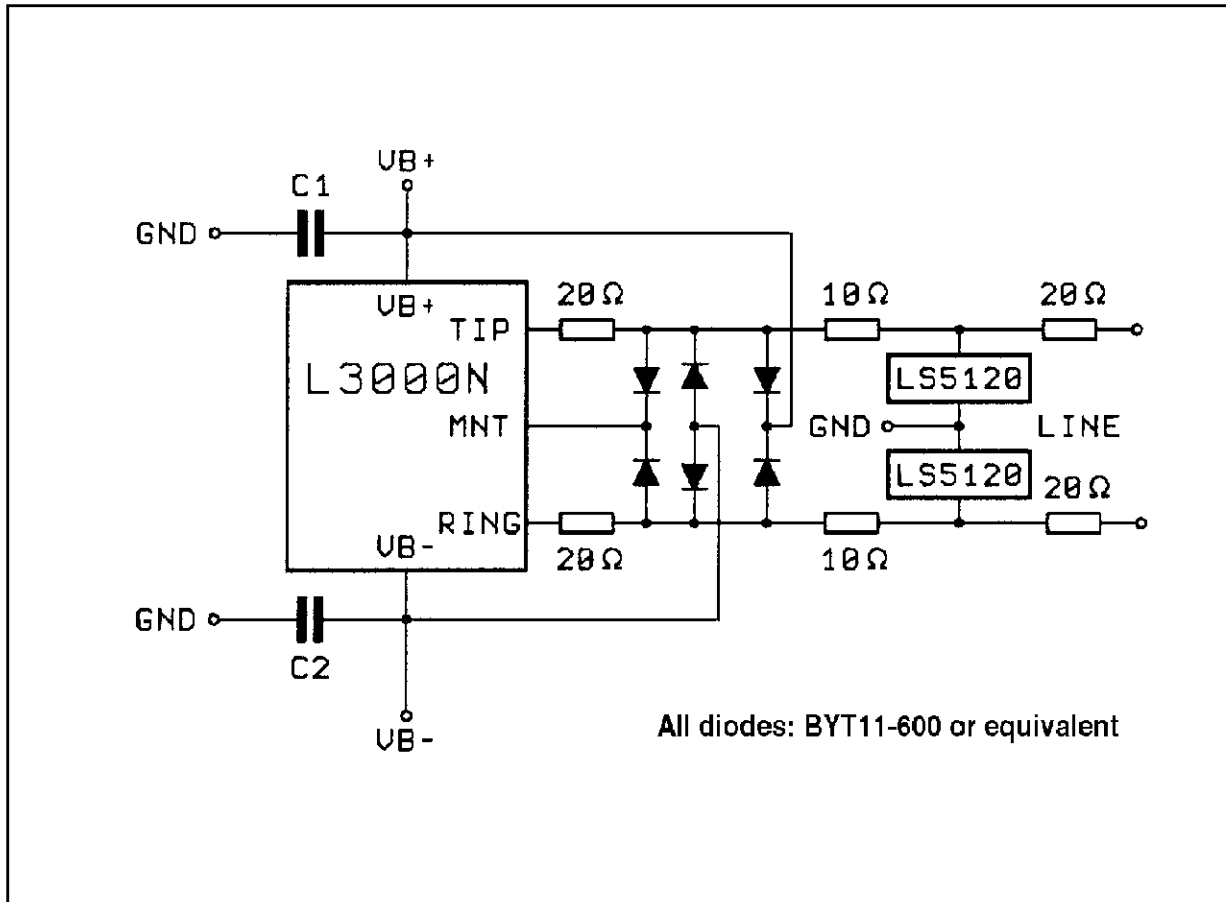 VB+
C1
GND
VB+
20Ω
10Ω
20Ω
TIP
L3000N
LS5120
MNT
GND
LINE
LS5120
20Ω
RING
VB-
20Ω
10Ω
GND
C2
VB-
All diodes: BYT11-600 or equivalent